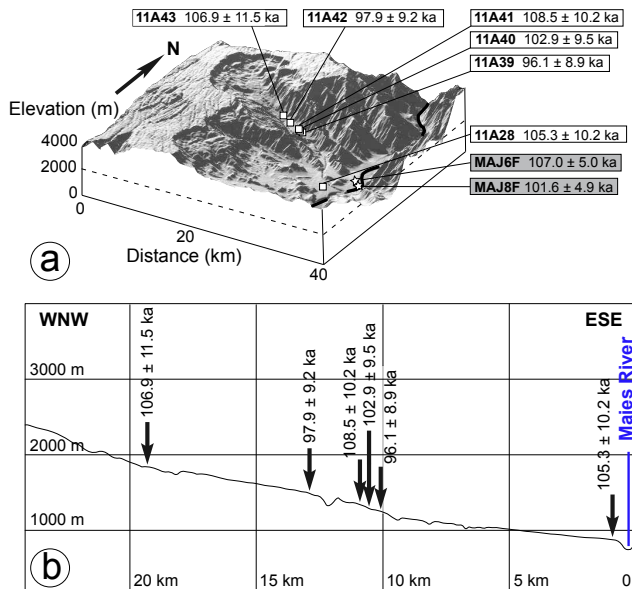 11A43 106.9 ± 11.5 ka
11A42 97.9 ± 9.2 ka
11A41 108.5 ± 10.2 ka
11A40 102.9 ± 9.5 ka
11A39 96.1 ± 8.9 ka
N
Elevation (m)
11A28 105.3 ± 10.2 ka
4000
MAJ6F 107.0 ± 5.0 ka
2000
MAJ8F 101.6 ± 4.9 ka
0
0
20
Distance (km)
40
a
WNW
ESE
106.9 ± 11.5 ka
97.9 ± 9.2 ka
108.5 ± 10.2 ka
102.9 ± 9.5 ka
96.1 ± 8.9 ka
105.3 ± 10.2 ka
Majes River
3000 m
2000 m
1000 m
b
20 km
15 km
10 km
5 km
0